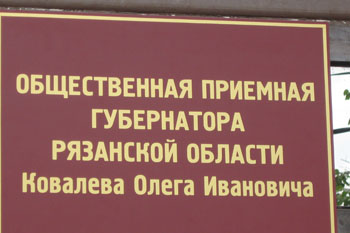 ОБЩЕСТВЕННАЯ ПРИЕМНАЯ
ГУБЕРНАТОРА
РЯЗАНСКОЙ ОБЛАСТИ
Ковалева Олега Ивановича